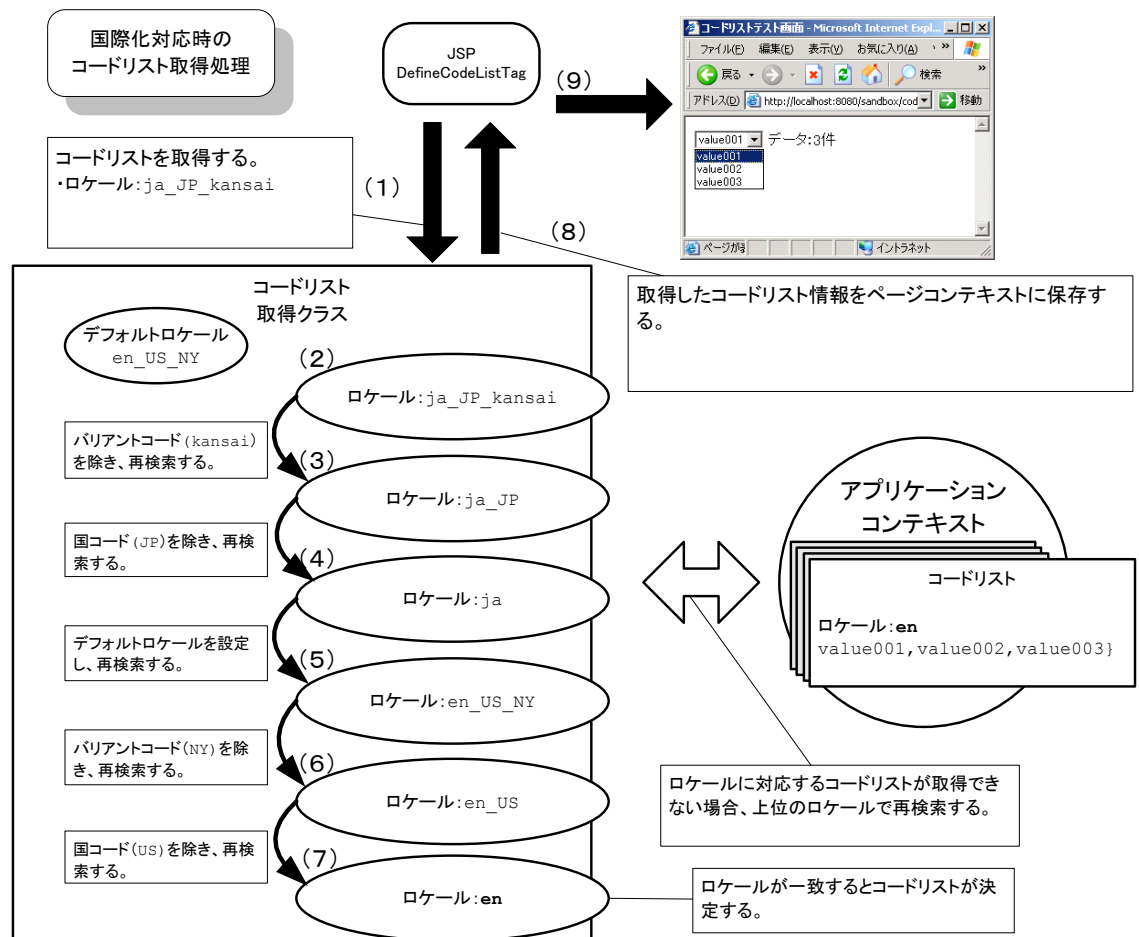 国際化対応時の
コードリスト取得処理
JSP
DefineCodeListTag
(9)
コードリストテスト画面 - Microsoft Internet Expl...
ファイル(F) 編集(E) 表示(V) お気に入り(A) »
戻る 検索 »
アドレス(D) http://localhost:8080/sandbox/cod 移動
value001 データ:3件
value001
value002
value003
ページが イントラネット
コードリストを取得する。
・ロケール:ja_JP_kansai
(1)
(8)
取得したコードリスト情報をページコンテキストに保存す
る。
コードリスト
取得クラス
デフォルトロケール
en_US_NY
(2)
ロケール:ja_JP_kansai
バリアントコード(kansai)
を除き、再検索する。
(3)
ロケール:ja_JP
国コード(JP)を除き、再検
索する。
(4)
ロケール:ja
デフォルトロケールを設定
し、再検索する。
(5)
ロケール:en_US_NY
バリアントコード(NY)を除
き、再検索する。
(6)
ロケール:en_US
国コード(US)を除き、再検
索する。
(7)
ロケール:en
アプリケーション
コンテキスト
コードリスト
ロケール:en
value001,value002,value003}
ロケールに対応するコードリストが取得でき
ない場合、上位のロケールで再検索する。
ロケールが一致するとコードリストが決
定する。